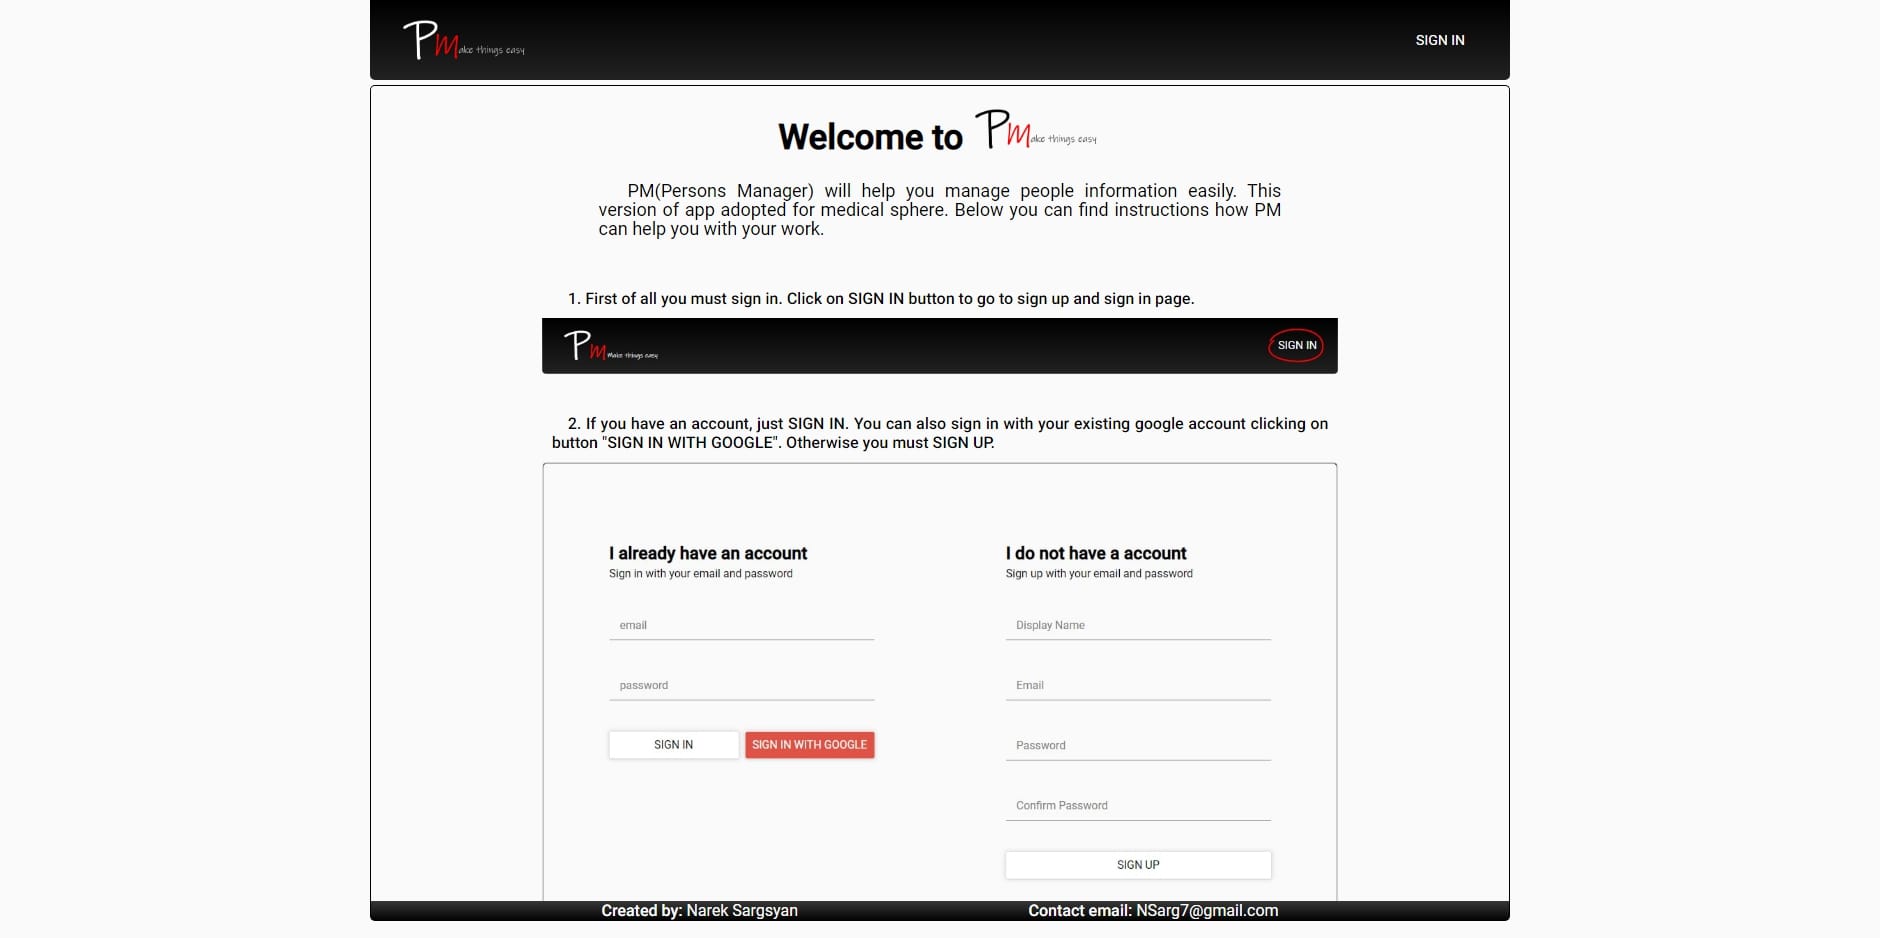 PMake things easy
SIGN IN
Welcome to PMake things easy
PM(Persons Manager) will help you manage people information easily. This
version of app adopted for medical sphere. Below you can find instructions how PM
can help you with your work.
1. First of all you must sign in. Click on SIGN IN button to go to sign up and sign in page.
PM Make things easy
SIGN IN
2. If you have an account, just SIGN IN. You can also sign in with your existing google account clicking on
button "SIGN IN WITH GOOGLE". Otherwise you must SIGN UP.
I already have an account
Sign in with your email and password
email
password
SIGN IN
SIGN IN WITH GOOGLE
I do not have a account
Sign up with your email and password
Display Name
Email
Password
Confirm Password
SIGN UP
Created by: Narek Sargsyan
Contact email: NSarg7@gmail.com